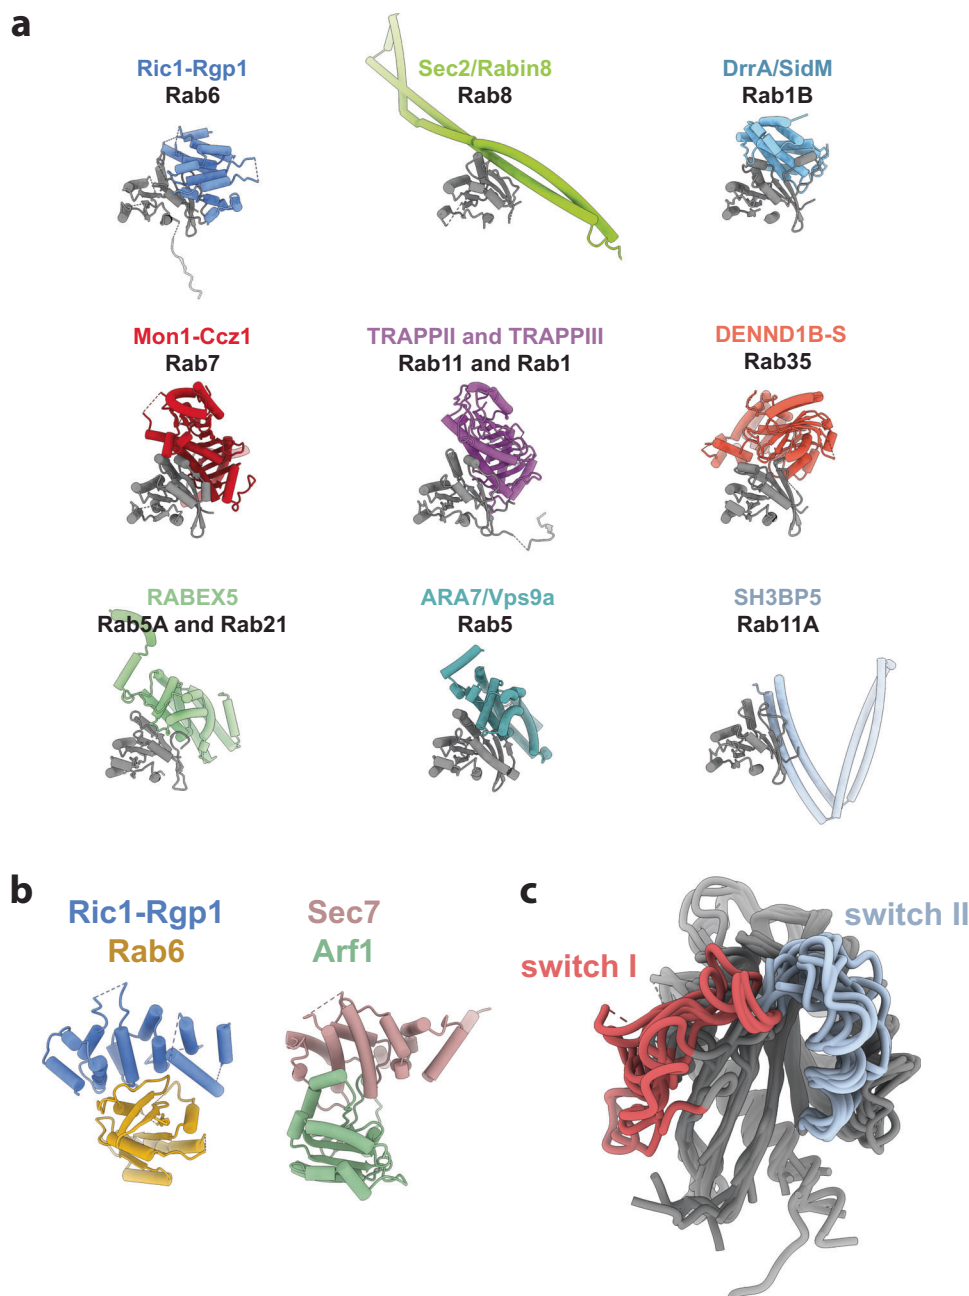 a
Ric1-Rgp1
Rab6
Sec2/Rabin8
Rab8
DrrA/SidM
Rab1B
Mon1-Ccz1
Rab7
TRAPPII and TRAPPIII
Rab11 and Rab1
DENND1B-S
Rab35
RABEX5
Rab5A and Rab21
ARA7/Vps9a
Rab5
SH3BP5
Rab11A
b
Ric1-Rgp1
Rab6
Sec7
Arf1
c
switch I
switch II